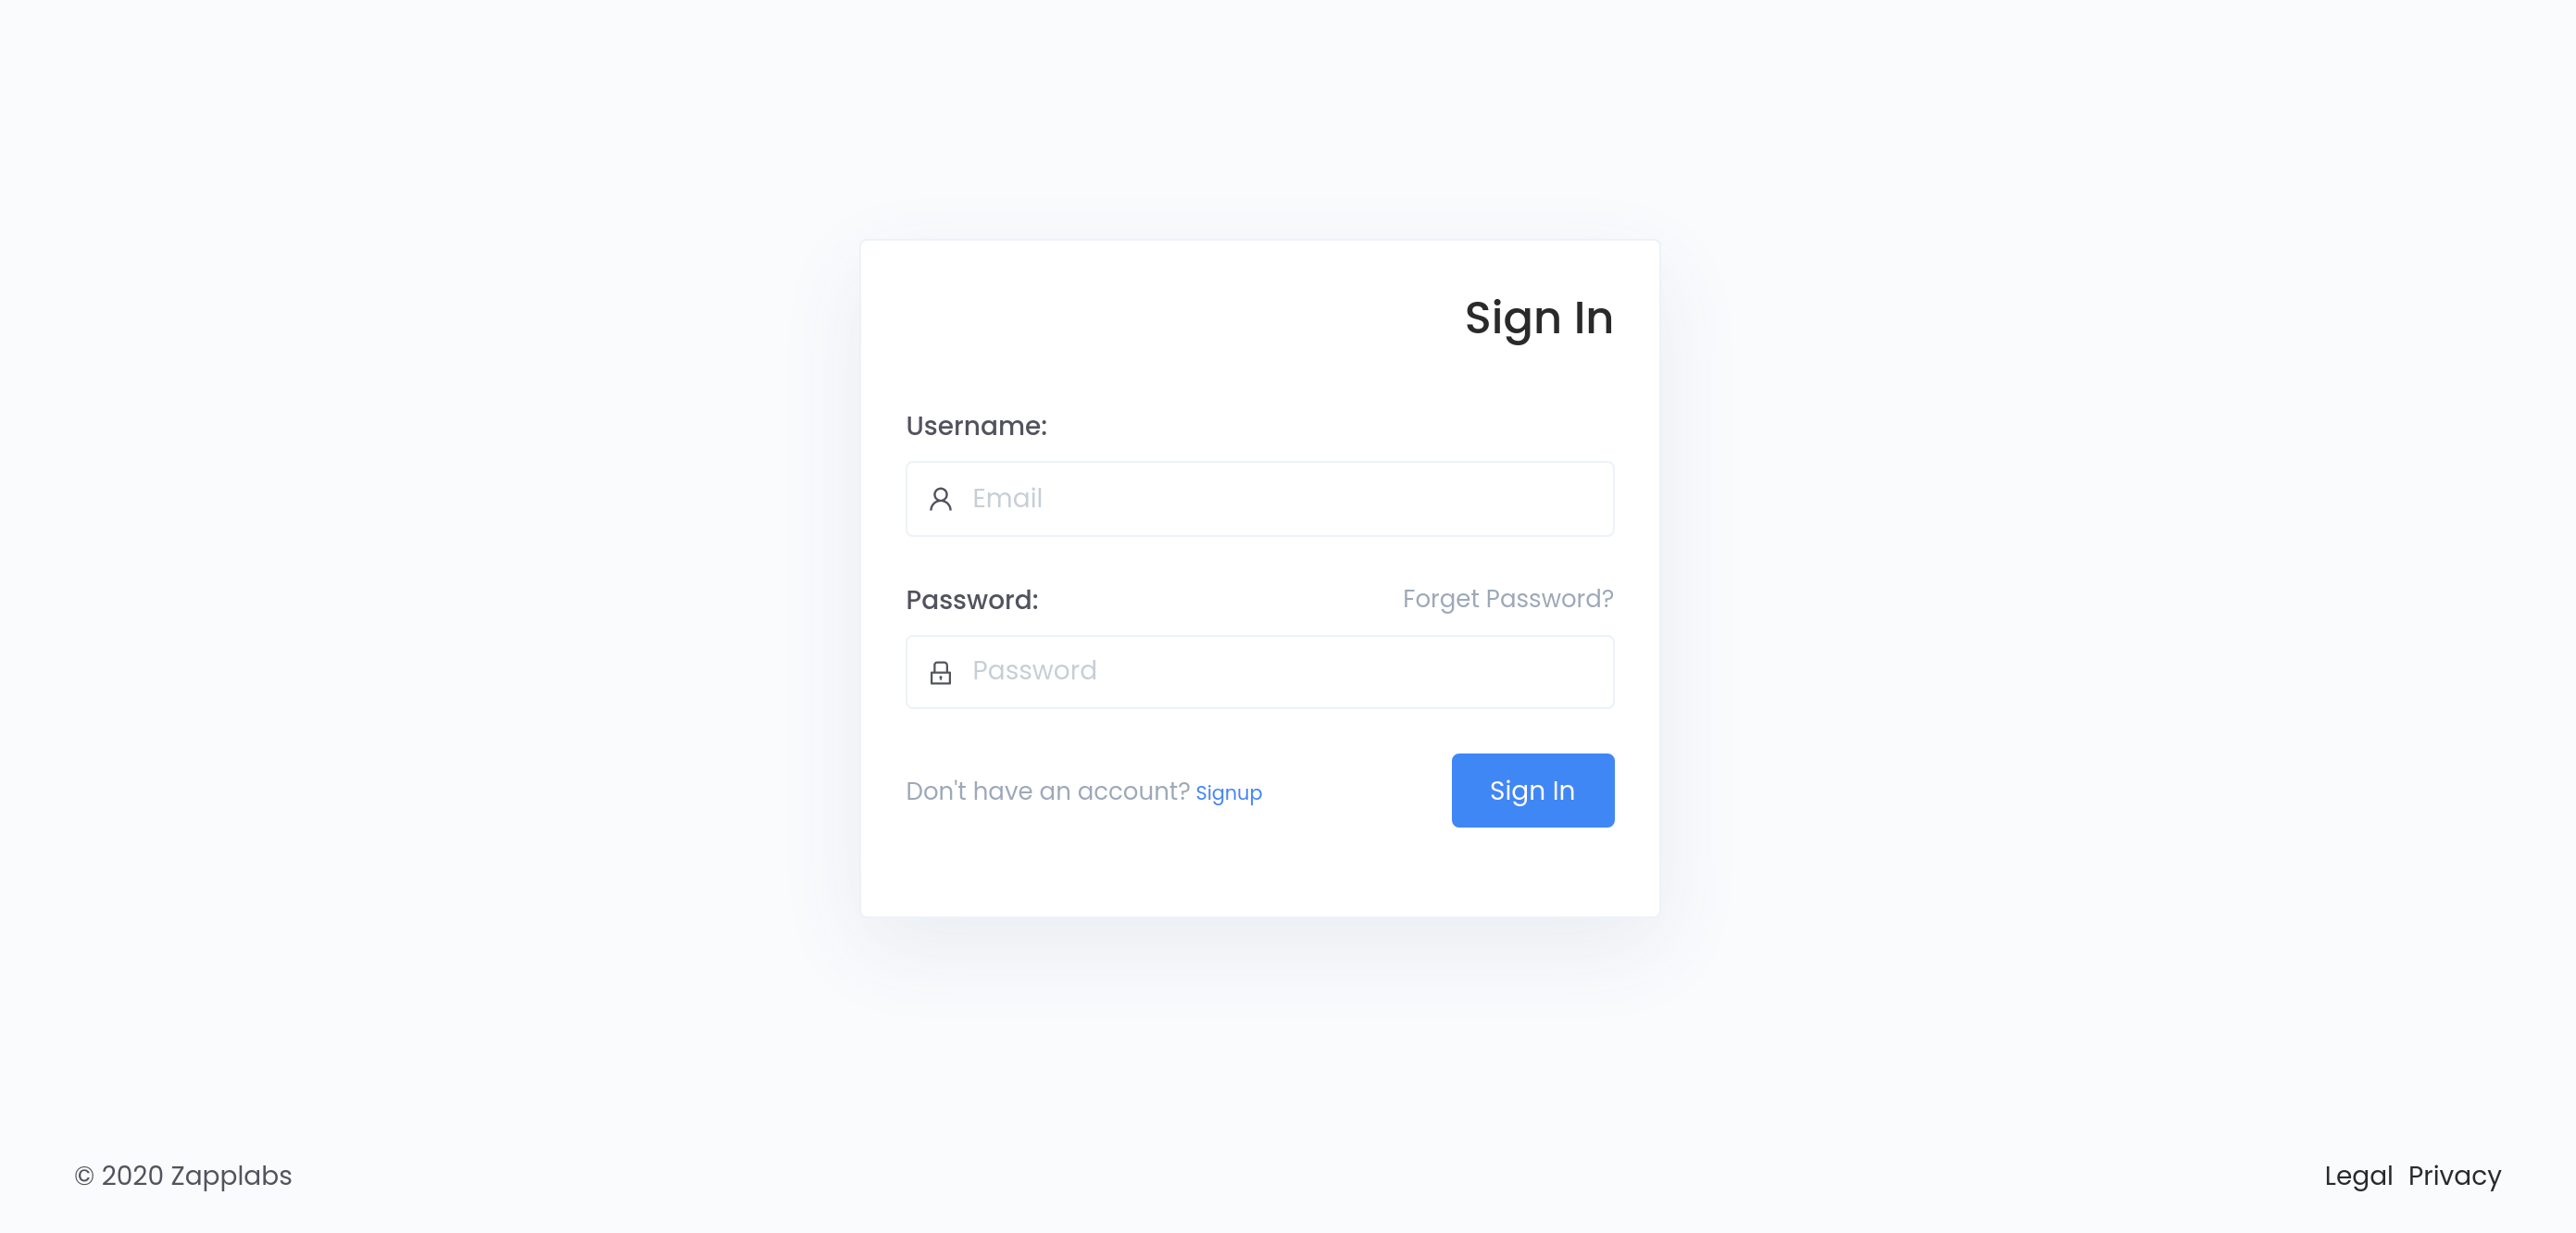 Sign In
Username:
Email
Password: Forget Password?
Password
Don't have an account? Signup Sign In
© 2020 Zapplabs Legal Privacy